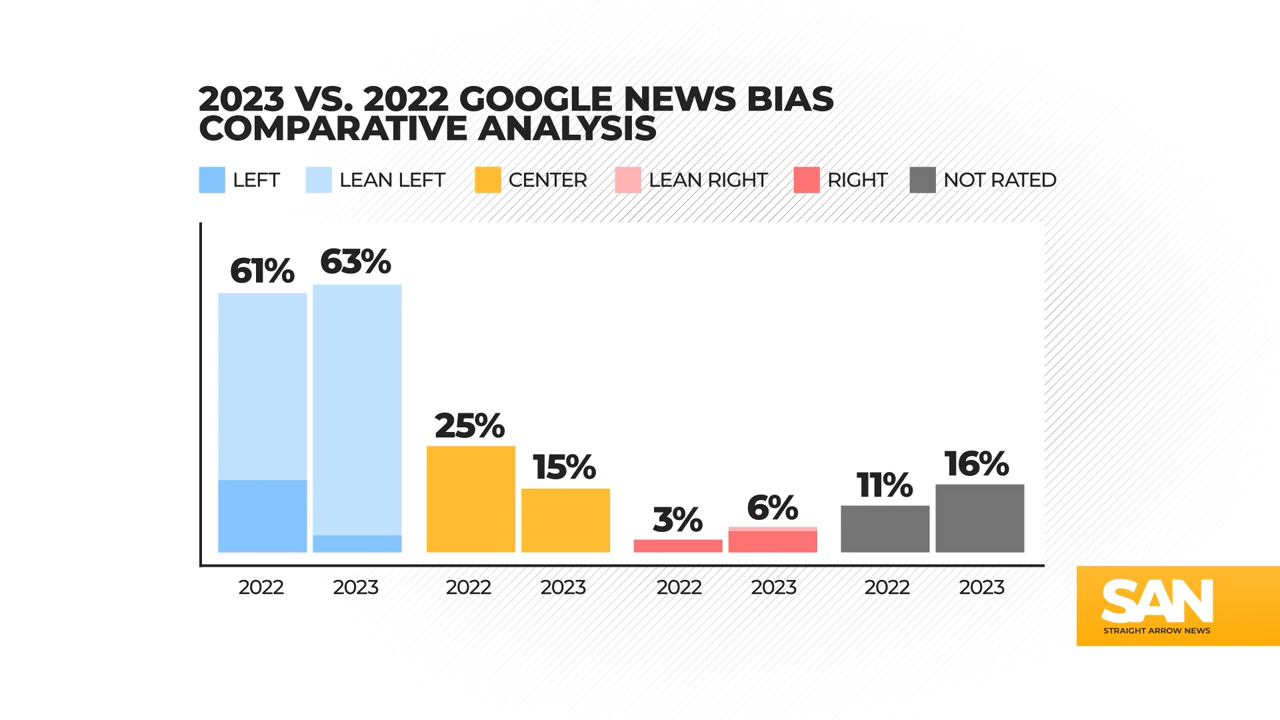 2023 VS. 2022 GOOGLE NEWS BIAS
COMPARATIVE ANALYSIS
LEFT LEAN LEFT CENTER LEAN RIGHT RIGHT NOT RATED
61% 63% 25% 15% 3% 6% 11% 16%
2022 2023 2022 2023 2022 2023 2022 2023
SAN
STRAIGHT ARROW NEWS